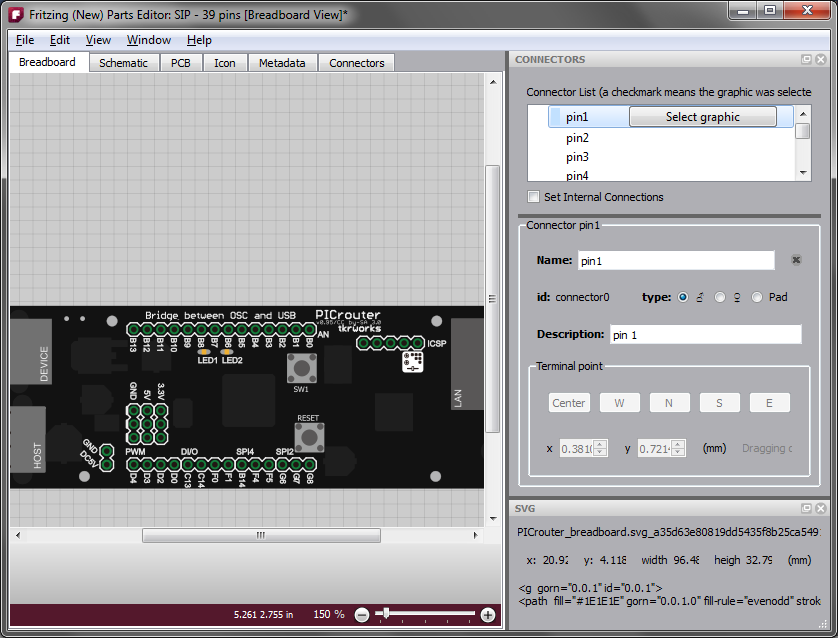 Fritzing (New) Parts Editor: SIP - 39 pins [Breadboard View]*
File Edit View Window Help
Breadboard Schematic PCB Icon Metadata Connectors
CONNECTORS
Connector List (a checkmark means the graphic was selecte
pin1 Select graphic
pin2
pin3
pin4
Set Internal Connections
Connector pin1
Name: pin1
id: connector0 type: ♂ ♀ Pad
Description: pin 1
Terminal point
Center W N S E
x 0.381 y 0.721 (mm) Dragging c
SVG
PICrouter_breadboard.svg_a35d63e80819dd5435f8b25ca549
x: 20.92 y: 4.118 width 96.48 heigh 32.79 (mm)
<g gorn="0.0.1" id="0.0.1">
<path fill="#1E1E1E" gorn="0.0.1.0" fill-rule="evenodd" strok
Bridge between OSC and USB
PICrouter
v0.95/CC by-SA 3.0
tkrworks
B13 B12 B11 B10 B9 B8 B7 B6 B5 B4 B3 B2 B1 B0 AN
ICSP
LED1 LED2
DEVICE
LAN
SW1
GND 5V 3.3V
RESET
HOST
GND
DC5V
PWM DI/O SPI4 SPI2
D4 D3 D2 D0 C13 C14 F0 F1 B14 F4 F5 G6 G7 G8
5.261 2.755 in 150 %